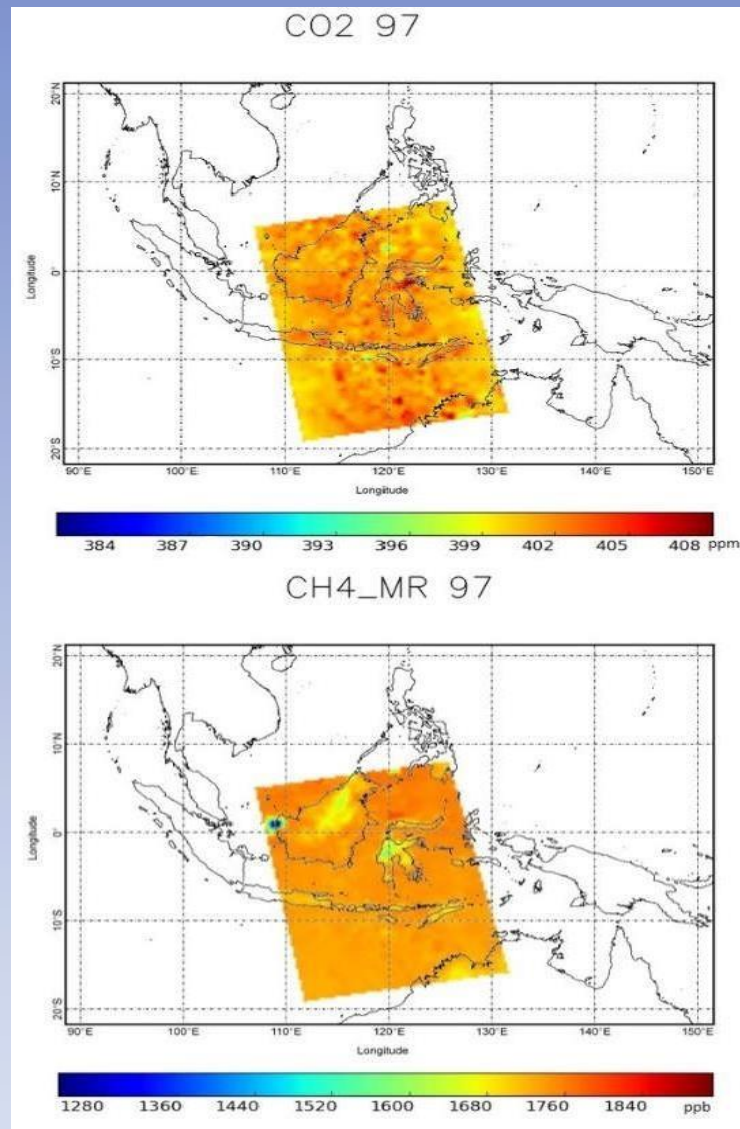 CO2 97
20°N
10°N
0°
10°S
20°S
Longitude
90°E 100°E 110°E 120°E 130°E 140°E 150°E
Longitude
384 387 390 393 396 399 402 405 408 ppm
CH4_MR 97
20°N
10°N
0°
10°S
20°S
Longitude
90°E 100°E 110°E 120°E 130°E 140°E 150°E
Longitude
1280 1360 1440 1520 1600 1680 1760 1840 ppb